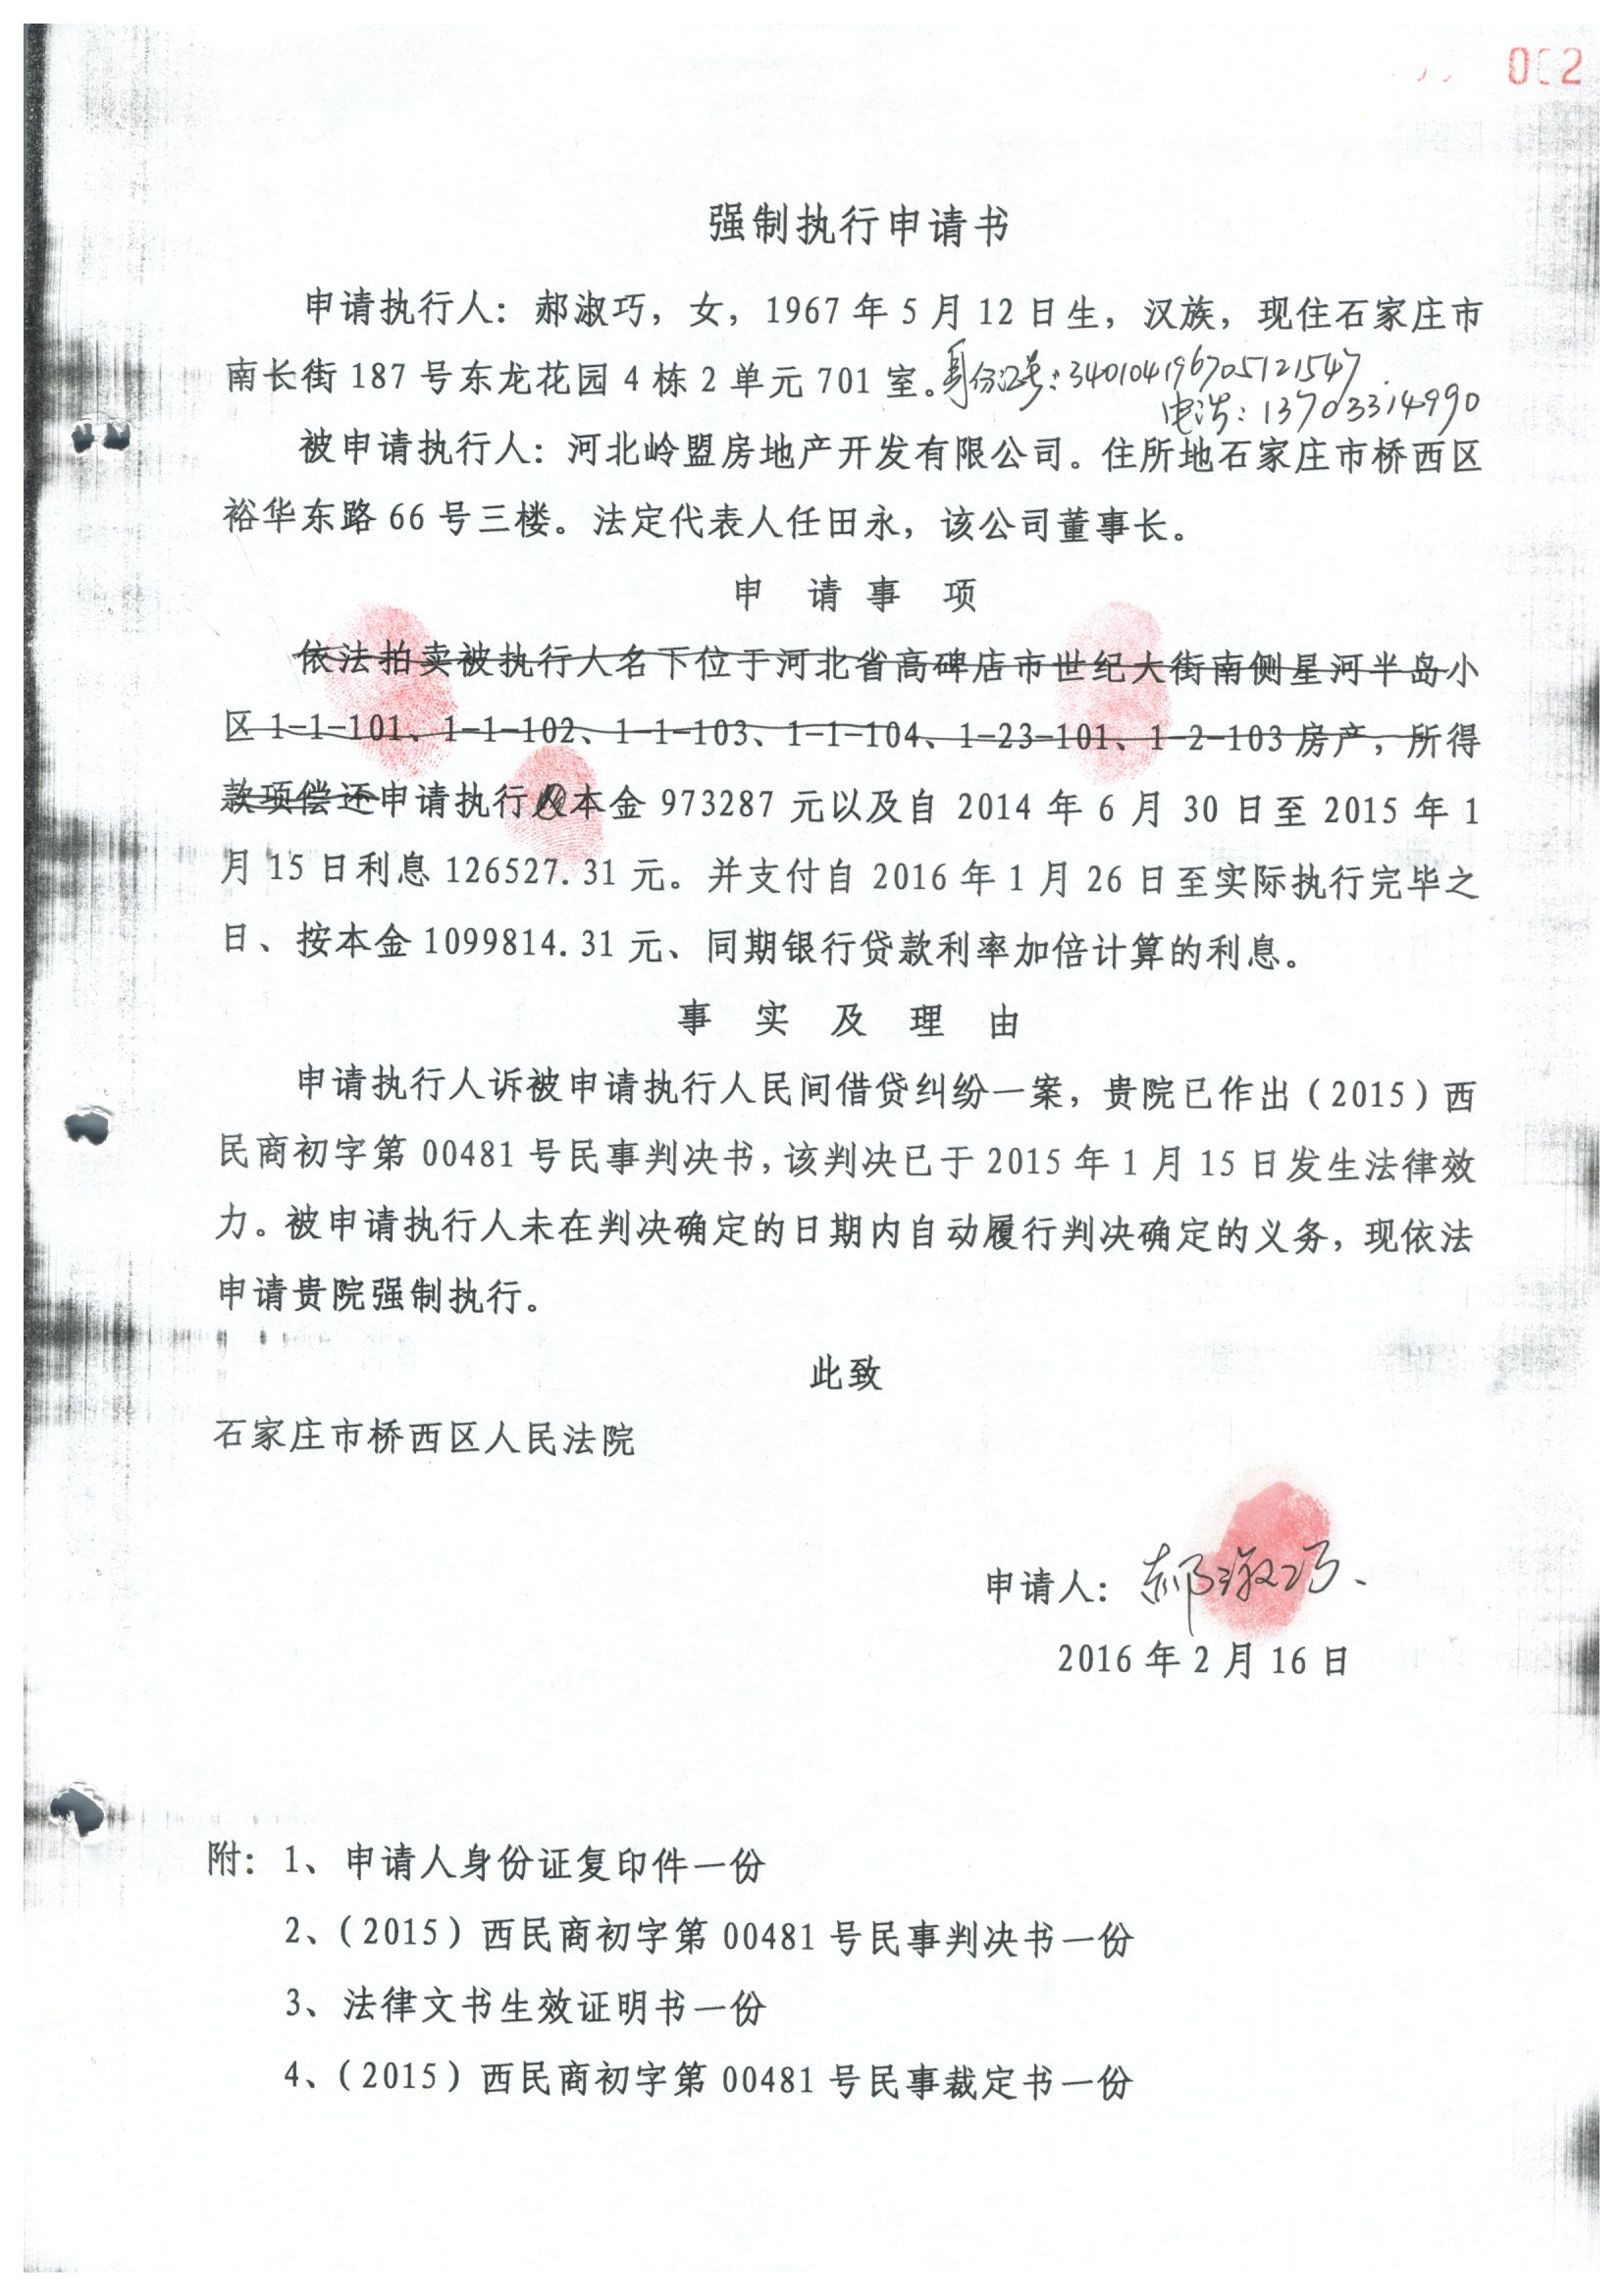 002
强制执行申请书
申请执行人：郝淑巧，女，1967年5月12日生，汉族，现住石家庄市
南长街187号东龙花园4栋2单元701室。身份证号：340104196705121547
电话：13703314990
被申请执行人：河北岭盟房地产开发有限公司。住所地石家庄市桥西区
裕华东路66号三楼。法定代表人任田永，该公司董事长。
申 请 事 项
依法拍卖被执行人名下位于河北省高碑店市世纪大街南侧星河半岛小
区1-1-101、1-1-102、1-1-103、1-1-104、1-23-101、1-2-103房产，所得
款项偿还申请执行本金973287元以及自2014年6月30日至2015年1
月15日利息126527.31元。并支付自2016年1月26日至实际执行完毕之
日、按本金1099814.31元、同期银行贷款利率加倍计算的利息。
事 实 及 理 由
申请执行人诉被申请执行人民间借贷纠纷一案，贵院已作出（2015）西
民商初字第00481号民事判决书，该判决已于2015年1月15日发生法律效
力。被申请执行人未在判决确定的日期内自动履行判决确定的义务，现依法
申请贵院强制执行。
此致
石家庄市桥西区人民法院
申请人：郝淑巧
2016年2月16日
附：1、申请人身份证复印件一份
2、（2015）西民商初字第00481号民事判决书一份
3、法律文书生效证明书一份
4、（2015）西民商初字第00481号民事裁定书一份